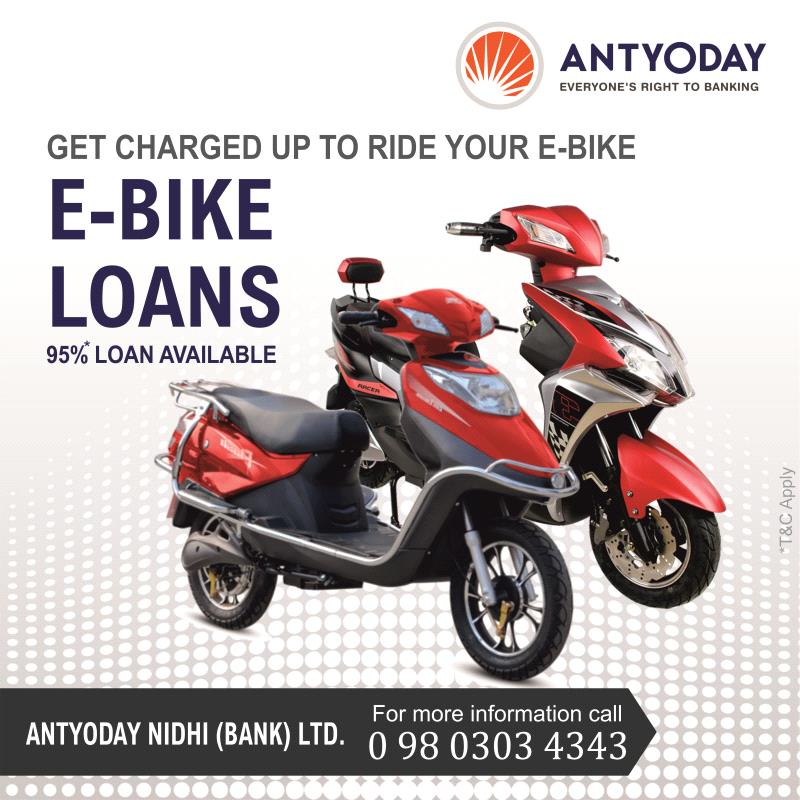 ANTYODAY
EVERYONE'S RIGHT TO BANKING
GET CHARGED UP TO RIDE YOUR E-BIKE
E-BIKE
LOANS
95%* LOAN AVAILABLE
RACER
*T&C Apply
ANTYODAY NIDHI (BANK) LTD.
For more information call
0 98 0303 4343